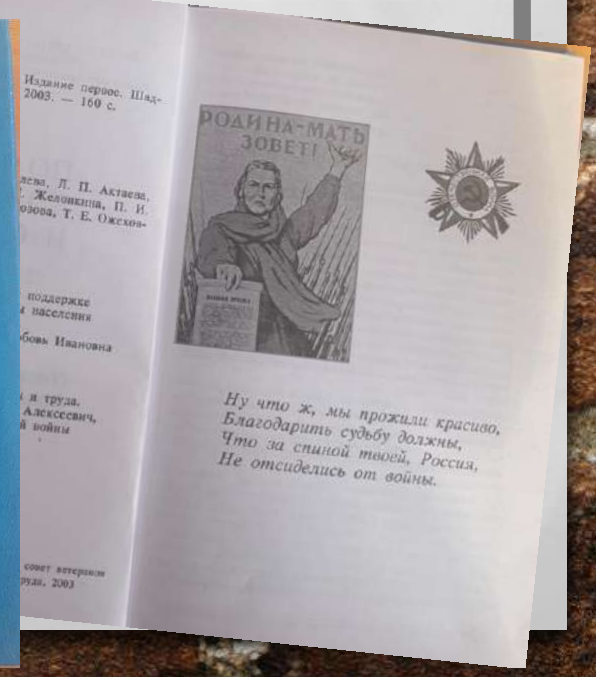 Издание первое. Шад-
2003. — 160 с.
Л. П. Актаева,
Желонкина, П. И.
Т. Е. Ожехов-
поддержке
населения
Ивановна
и труда.
Алексеевич,
войны
совет ветеранов
2003
РОДИНА-МАТЬ
ЗОВЕТ!
ВОЕННАЯ ПРИСЯГА
Ну что ж, мы прожили красиво,
Благодарить судьбу должны,
Что за спиной твоей, Россия,
Не отсиделись от войны.